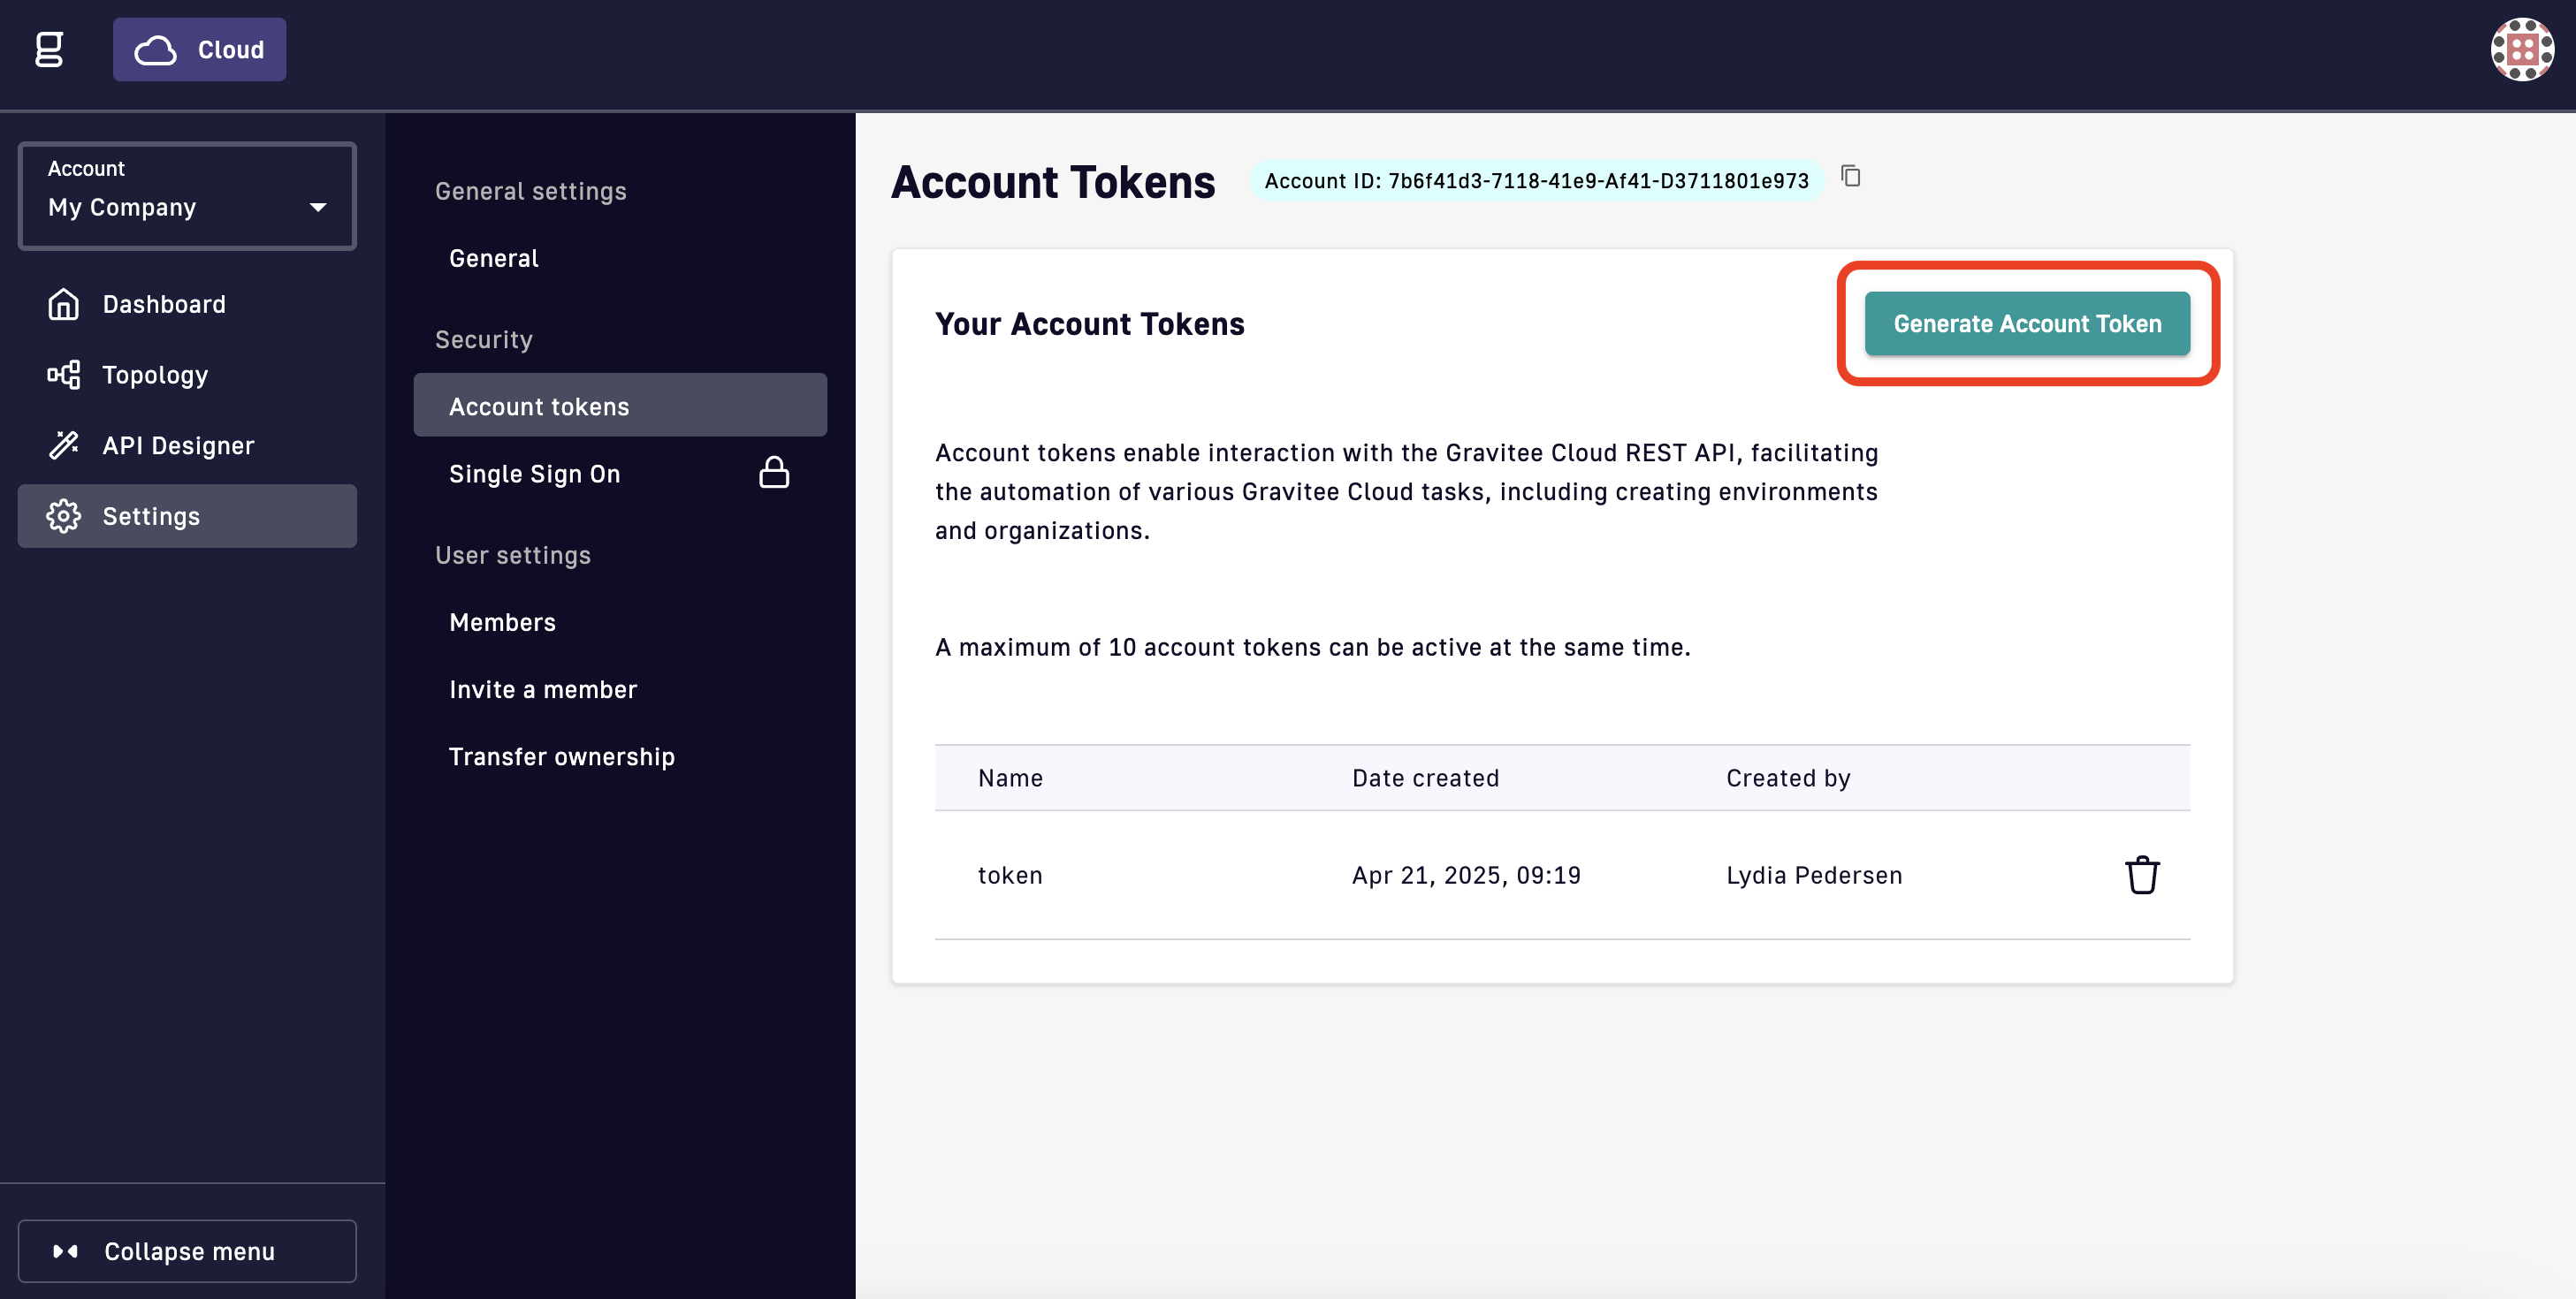 g
Cloud
Account
My Company
Dashboard
Topology
API Designer
Settings
Collapse menu
General settings
General
Security
Account tokens
Single Sign On
User settings
Members
Invite a member
Transfer ownership
Account Tokens
Account ID: 7b6f41d3-7118-41e9-Af41-D3711801e973
Your Account Tokens
Generate Account Token
Account tokens enable interaction with the Gravitee Cloud REST API, facilitating
the automation of various Gravitee Cloud tasks, including creating environments
and organizations.
A maximum of 10 account tokens can be active at the same time.
Name Date created Created by
token Apr 21, 2025, 09:19 Lydia Pedersen